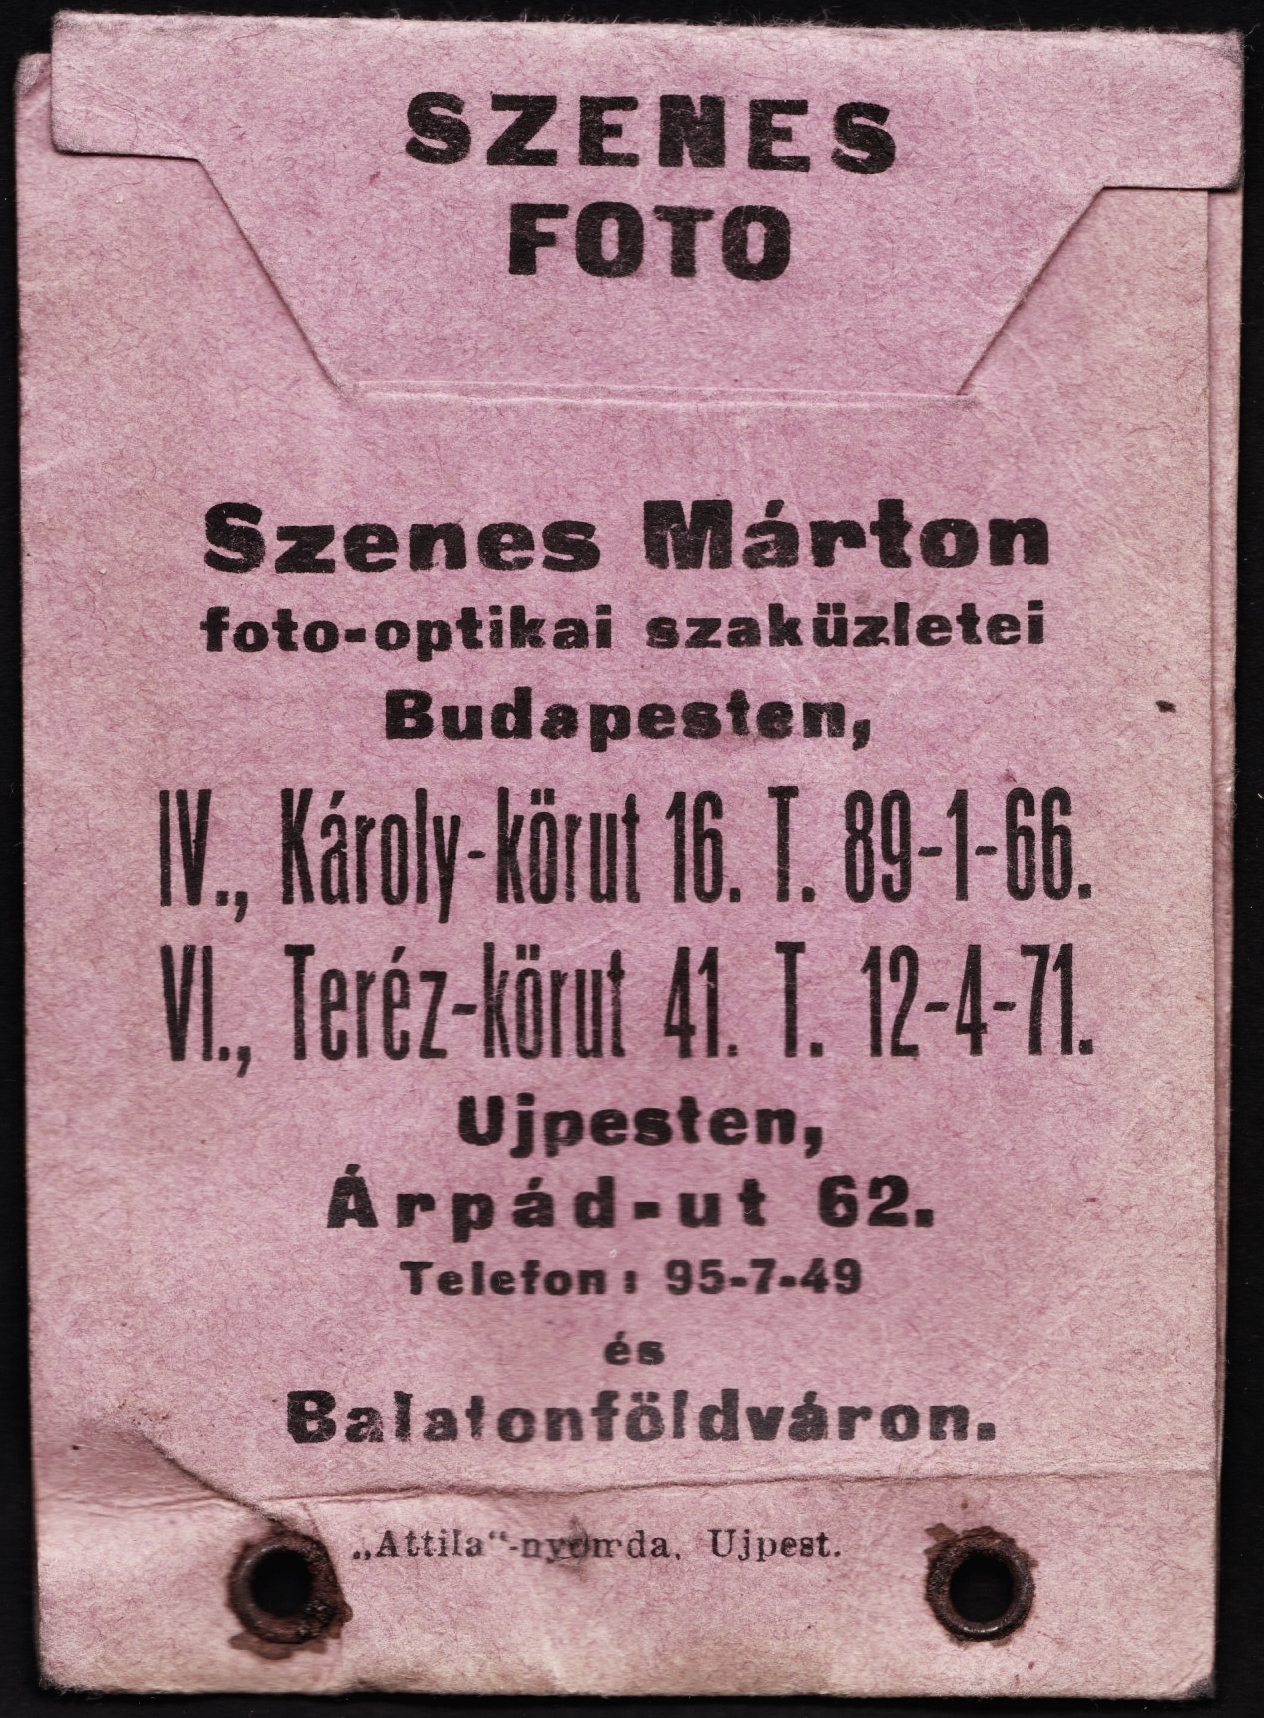 SZENES
FOTO
Szenes Márton
foto-optikai szaküzletei
Budapesten,
IV., Károly-körut 16. T. 89-1-66.
VI., Teréz-körut 41. T. 12-4-71.
Ujpesten,
Árpád-ut 62.
Telefon: 95-7-49
és
Balatonföldváron.
„Attila“-nyomda, Ujpest.